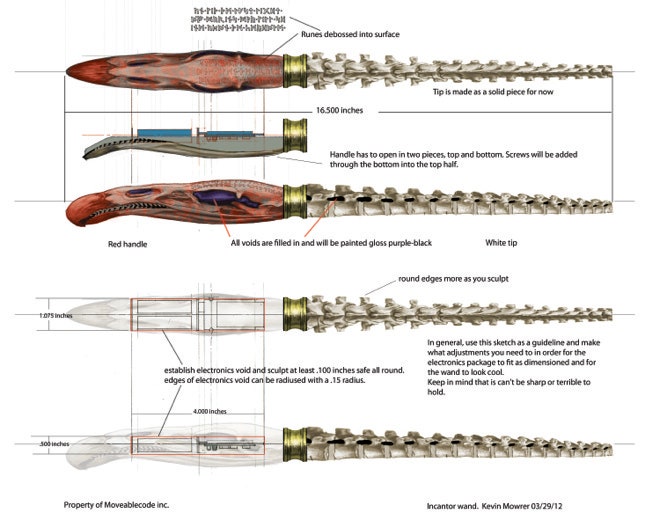 Runes debossed into surface
Tip is made as a solid piece for now
16.500 inches
Handle has to open in two pieces, top and bottom. Screws will be added
through the bottom into the top half.
Red handle
All voids are filled in and will be painted gloss purple-black
White tip
round edges more as you sculpt
1.075 inches
In general, use this sketch as a guideline and make
what adjustments you need to in order for the
electronics package to fit as dimensioned and for
the wand to look cool.
Keep in mind that is can't be sharp or terrible to
hold.
establish electronics void and sculpt at least .100 inches safe all round.
edges of electronics void can be radiused with a .15 radius.
4.000 inches
.500 inches
Property of Moveablecode inc.
Incantor wand. Kevin Mowrer 03/29/12